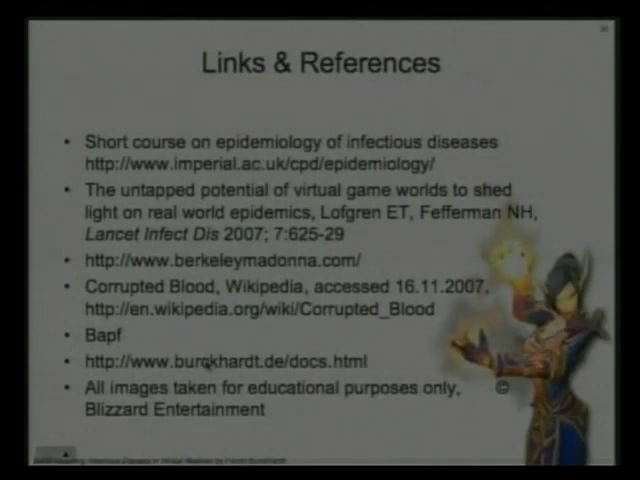 Links & References
• Short course on epidemiology of infectious diseases
http://www.imperial.ac.uk/cpd/epidemiology/
• The untapped potential of virtual game worlds to shed
light on real world epidemics, Lofgren ET, Fefferman NH,
Lancet Infect Dis 2007; 7:625-29
• http://www.berkeleymadonna.com/
• Corrupted Blood, Wikipedia, accessed 16.11.2007,
http://en.wikipedia.org/wiki/Corrupted_Blood
• Bapf
• http://www.burckhardt.de/docs.html
• All images taken for educational purposes only, ©
Blizzard Entertainment